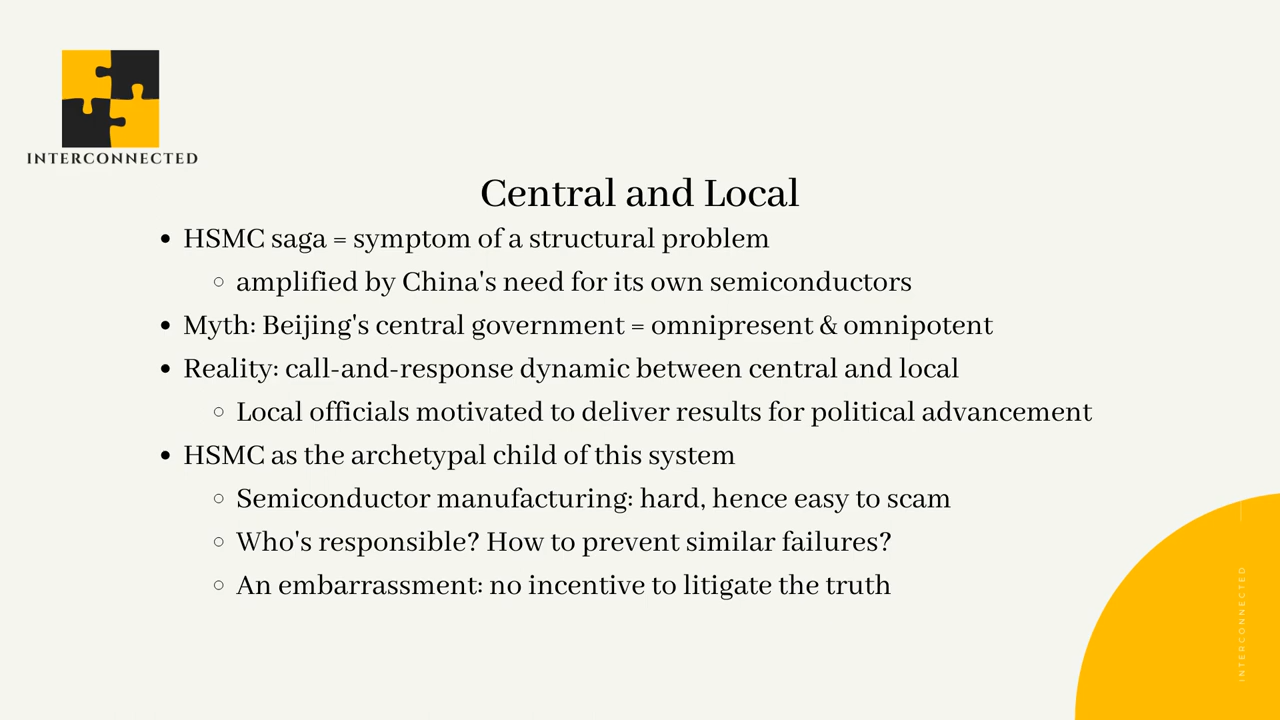 INTERCONNECTED
Central and Local
• HSMC saga = symptom of a structural problem
◦ amplified by China's need for its own semiconductors
• Myth: Beijing's central government = omnipresent & omnipotent
• Reality: call-and-response dynamic between central and local
◦ Local officials motivated to deliver results for political advancement
• HSMC as the archetypal child of this system
◦ Semiconductor manufacturing: hard, hence easy to scam
◦ Who's responsible? How to prevent similar failures?
◦ An embarrassment: no incentive to litigate the truth
INTERCONNECTED